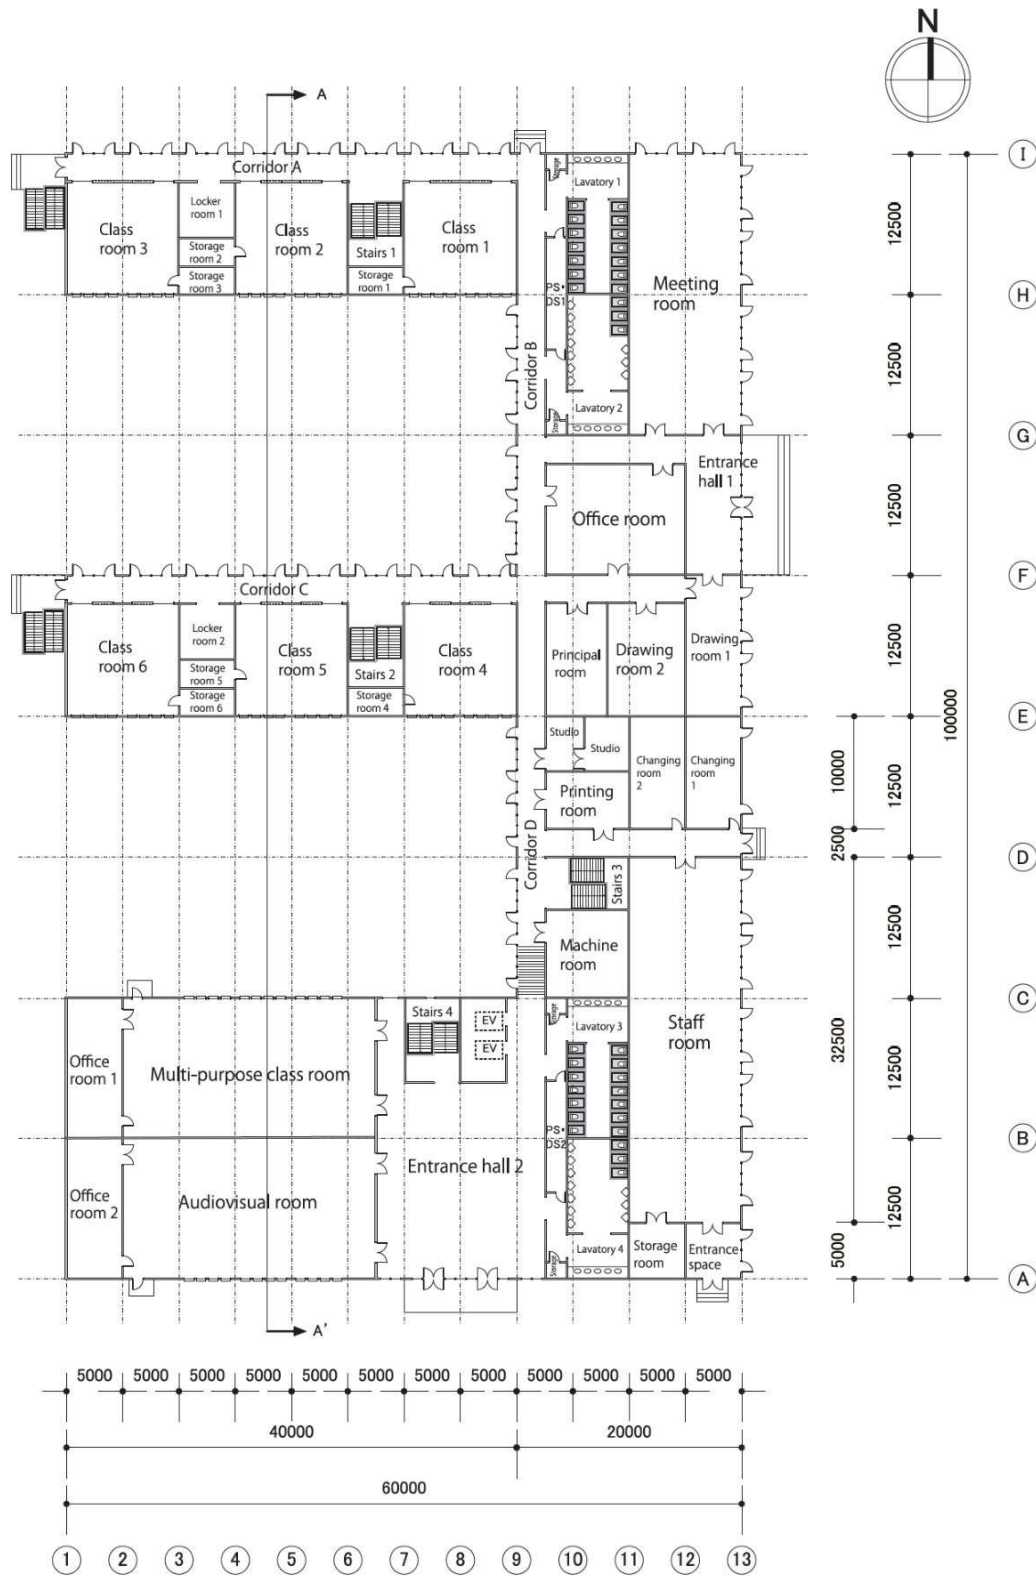 N
A
I
Corridor A
Storage
Lavatory 1
12500
Class
room 3
Locker
room 1
Storage
room 2
Storage
room 3
Class
room 2
Stairs 1
Storage
room 1
Class
room 1
PS•
DS1
Meeting
room
H
Corridor B
12500
Lavatory 2
Storage
G
Entrance
hall 1
Office room
12500
F
Corridor C
Class
room 6
Locker
room 2
Storage
room 5
Storage
room 6
Class
room 5
Stairs 2
Storage
room 4
Class
room 4
Principal
room
Drawing
room 2
Drawing
room 1
12500
E
100000
Studio
Studio
Printing
room
Changing
room
2
Changing
room
1
10000
12500
2500
D
Corridor D
Stairs 3
Machine
room
12500
C
Office
room 1
Multi-purpose class room
Stairs 4
EV
EV
Storage
Lavatory 3
Staff
room
32500
12500
PS•
DS2
B
Office
room 2
Audiovisual room
Entrance hall 2
12500
Storage
Lavatory 4
Storage
room
Entrance
space
5000
A
A'
5000 5000 5000 5000 5000 5000 5000 5000 5000 5000 5000 5000
40000 20000
60000
1 2 3 4 5 6 7 8 9 10 11 12 13